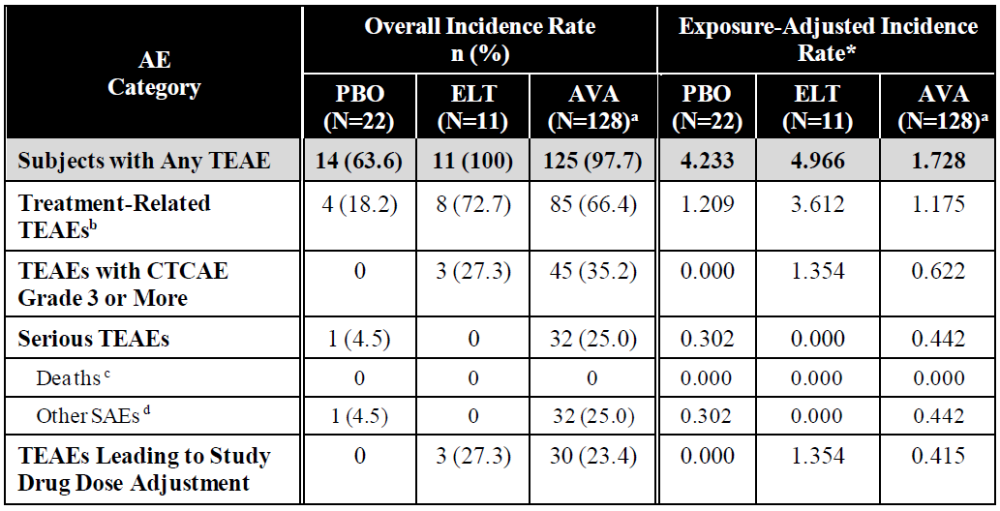 AE Category | Overall Incidence Rate n (%) | Exposure-Adjusted Incidence Rate*
PBO (N=22) | ELT (N=11) | AVA (N=128)ᵃ | PBO (N=22) | ELT (N=11) | AVA (N=128)ᵃ
Subjects with Any TEAE | 14 (63.6) | 11 (100) | 125 (97.7) | 4.233 | 4.966 | 1.728
Treatment-Related TEAEsᵇ | 4 (18.2) | 8 (72.7) | 85 (66.4) | 1.209 | 3.612 | 1.175
TEAEs with CTCAE Grade 3 or More | 0 | 3 (27.3) | 45 (35.2) | 0.000 | 1.354 | 0.622
Serious TEAEs | 1 (4.5) | 0 | 32 (25.0) | 0.302 | 0.000 | 0.442
Deaths ᶜ | 0 | 0 | 0 | 0.000 | 0.000 | 0.000
Other SAEs ᵈ | 1 (4.5) | 0 | 32 (25.0) | 0.302 | 0.000 | 0.442
TEAEs Leading to Study Drug Dose Adjustment | 0 | 3 (27.3) | 30 (23.4) | 0.000 | 1.354 | 0.415